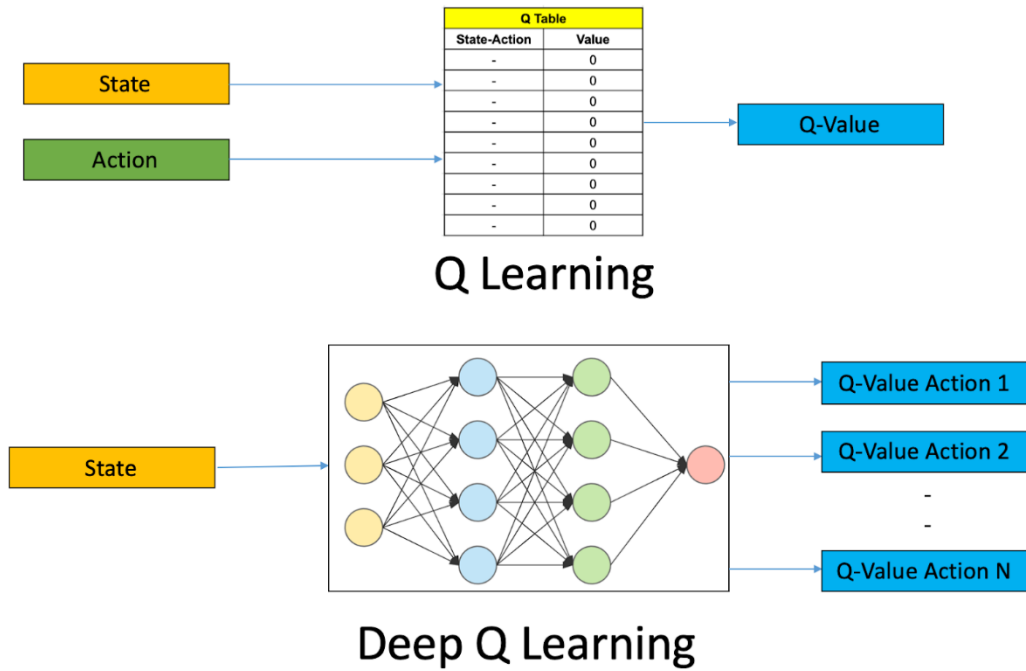 Q Table
State-Action Value
- 0
- 0
- 0
- 0
- 0
- 0
- 0
- 0
- 0
State
Action
Q-Value
Q Learning
State
Q-Value Action 1
Q-Value Action 2
-
-
Q-Value Action N
Deep Q Learning